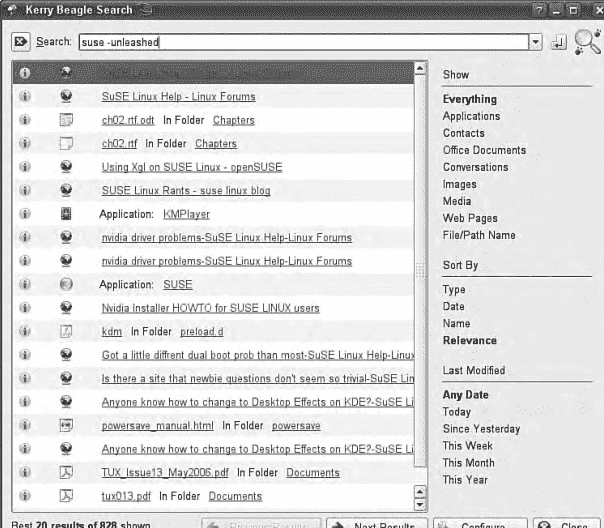 Kerry Beagle Search
Search: suse -unleashed
SuSE Linux Help - Linux Forums
ch02.rtf.odt In Folder Chapters
ch02.rtf In Folder Chapters
Using Xgl on SUSE Linux - openSUSE
SUSE Linux Rants - suse linux blog
Application: KMPlayer
nvidia driver problems-SuSE Linux Help-Linux Forums
nvidia driver problems-SuSE Linux Help-Linux Forums
Application: SUSE
Nvidia Installer HOWTO for SUSE LINUX users
kdm In Folder preload.d
Got a little diffrent dual boot prob than most-SuSE Linux Help-Linux
Is there a site that newbie questions don't seem so trivial-SuSE Lin
Anyone know how to change to Desktop Effects on KDE?-SuSE Li
powersave_manual.html In Folder powersave
Anyone know how to change to Desktop Effects on KDE?-SuSE Li
TUX_Issue13_May2006.pdf In Folder Documents
tux013.pdf In Folder Documents
Show
Everything
Applications
Contacts
Office Documents
Conversations
Images
Media
Web Pages
File/Path Name
Sort By
Type
Date
Name
Relevance
Last Modified
Any Date
Today
Since Yesterday
This Week
This Month
This Year
Best 20 results of 828 shown
Previous Results
Next Results
Configure...
Close